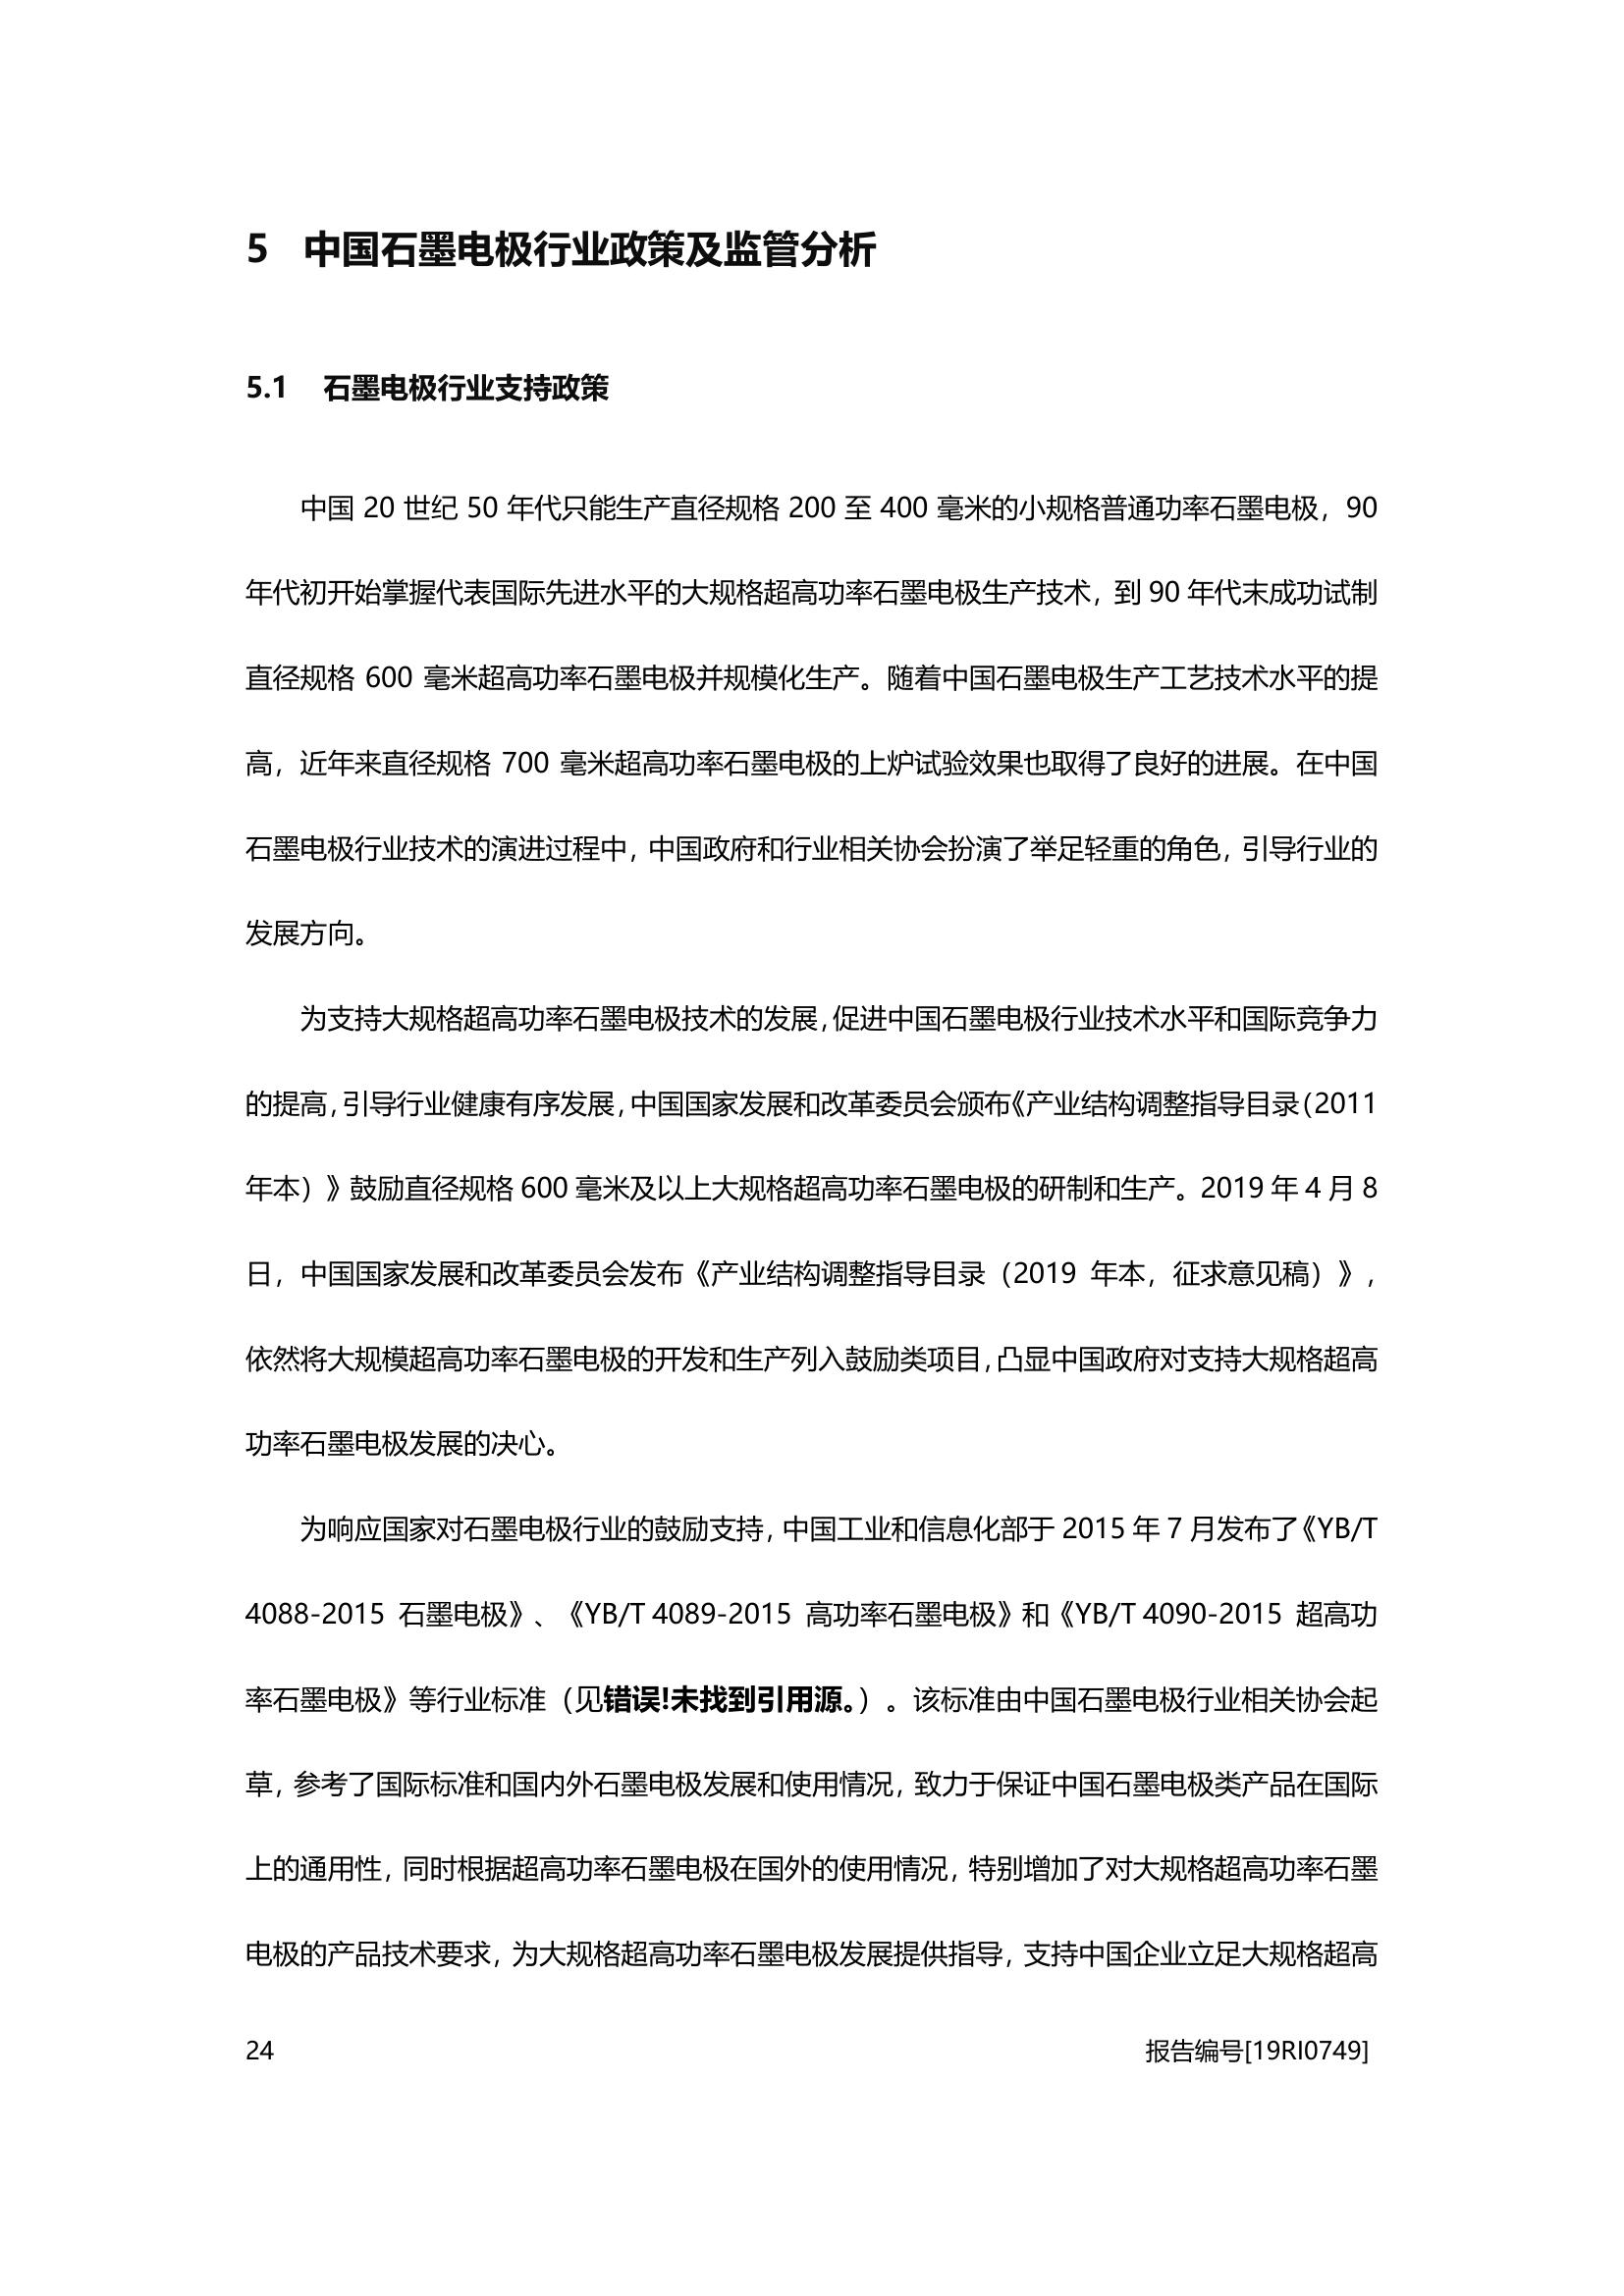 5 中国石墨电极行业政策及监管分析
5.1 石墨电极行业支持政策
中国 20 世纪 50 年代只能生产直径规格 200 至 400 毫米的小规格普通功率石墨电极，90
年代初开始掌握代表国际先进水平的大规格超高功率石墨电极生产技术，到 90 年代末成功试制
直径规格 600 毫米超高功率石墨电极并规模化生产。随着中国石墨电极生产工艺技术水平的提
高，近年来直径规格 700 毫米超高功率石墨电极的上炉试验效果也取得了良好的进展。在中国
石墨电极行业技术的演进过程中，中国政府和行业相关协会扮演了举足轻重的角色，引导行业的
发展方向。
为支持大规格超高功率石墨电极技术的发展，促进中国石墨电极行业技术水平和国际竞争力
的提高，引导行业健康有序发展，中国国家发展和改革委员会颁布《产业结构调整指导目录（2011
年本）》鼓励直径规格 600 毫米及以上大规格超高功率石墨电极的研制和生产。2019 年 4 月 8
日，中国国家发展和改革委员会发布《产业结构调整指导目录（2019 年本，征求意见稿）》，
依然将大规模超高功率石墨电极的开发和生产列入鼓励类项目，凸显中国政府对支持大规格超高
功率石墨电极发展的决心。
为响应国家对石墨电极行业的鼓励支持，中国工业和信息化部于 2015 年 7 月发布了《YB/T
4088-2015 石墨电极》、《YB/T 4089-2015 高功率石墨电极》和《YB/T 4090-2015 超高功
率石墨电极》等行业标准（见错误!未找到引用源。）。该标准由中国石墨电极行业相关协会起
草，参考了国际标准和国内外石墨电极发展和使用情况，致力于保证中国石墨电极类产品在国际
上的通用性，同时根据超高功率石墨电极在国外的使用情况，特别增加了对大规格超高功率石墨
电极的产品技术要求，为大规格超高功率石墨电极发展提供指导，支持中国企业立足大规格超高
24 报告编号[19RI0749]